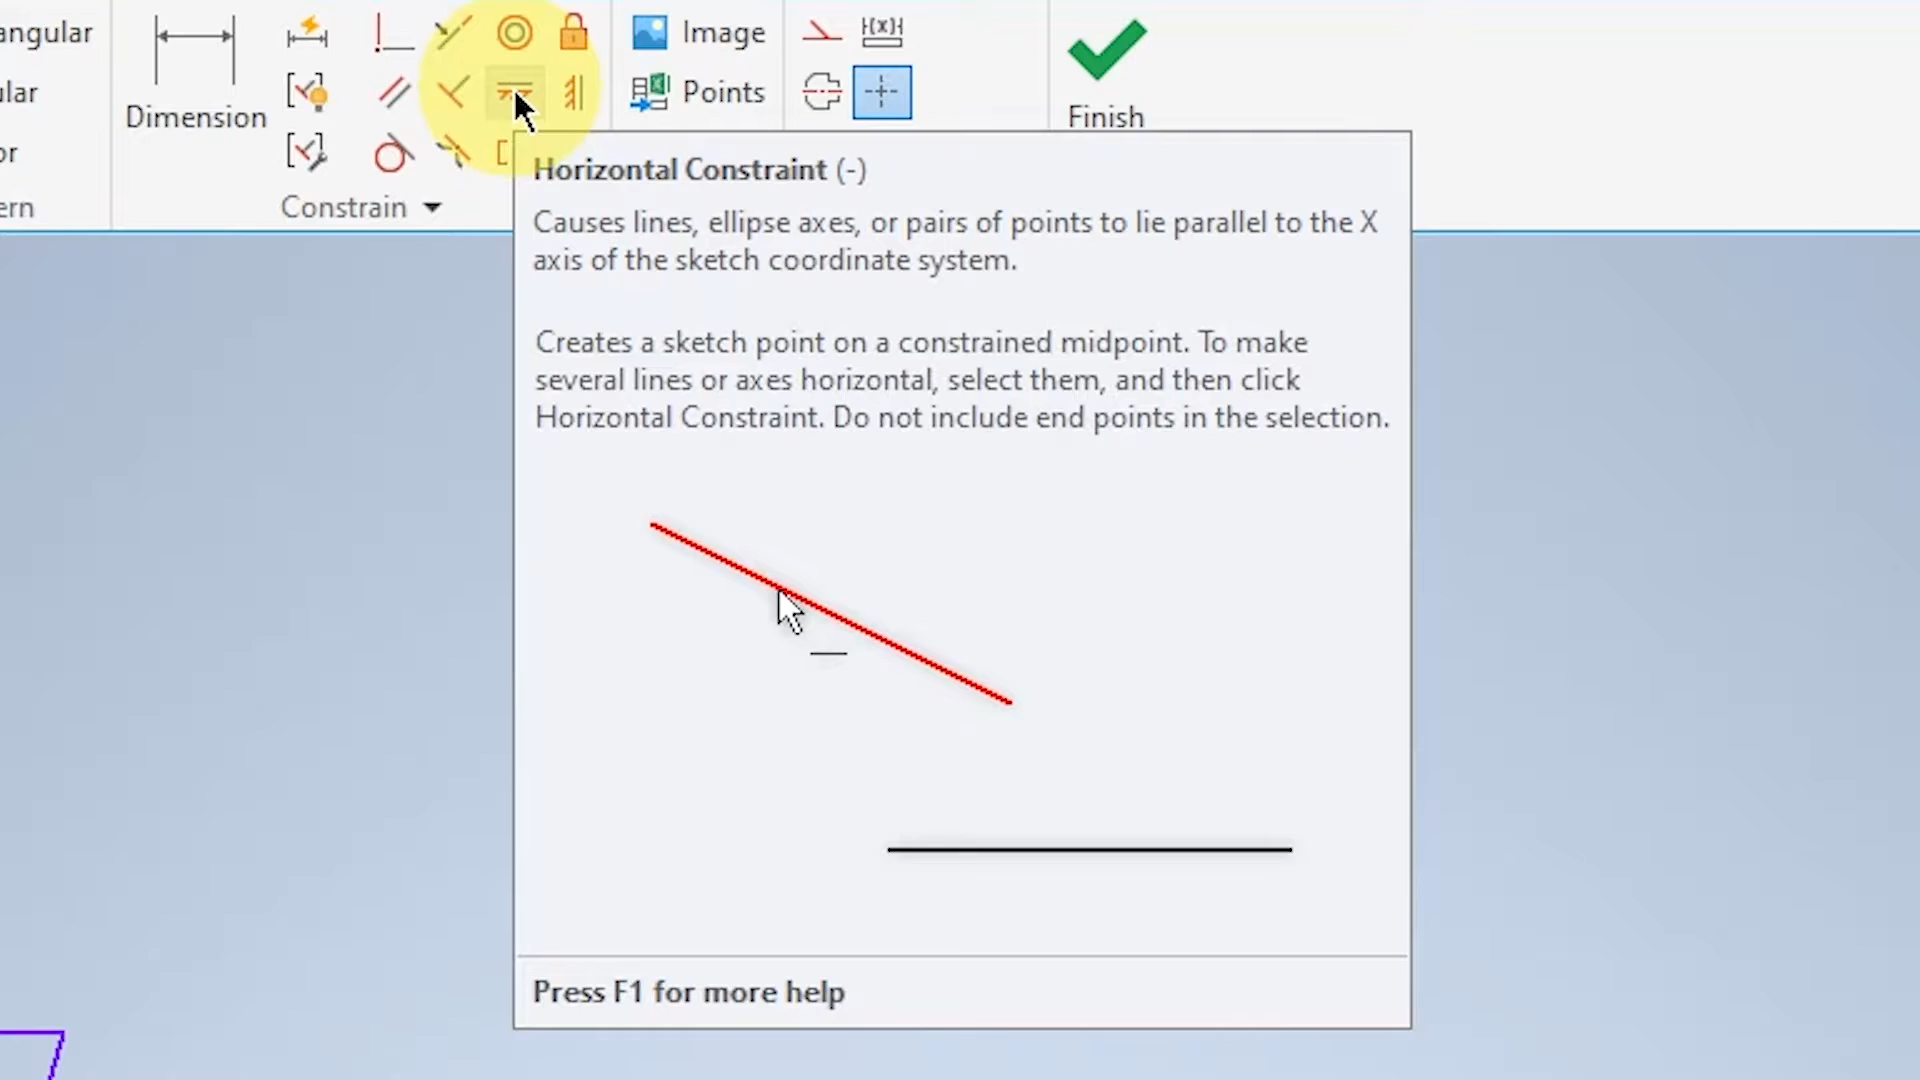 angular
Image
{(x)}
lar
Points
Dimension
Finish
or
Constrain
ern
Horizontal Constraint (-)
Causes lines, ellipse axes, or pairs of points to lie parallel to the X
axis of the sketch coordinate system.
Creates a sketch point on a constrained midpoint. To make
several lines or axes horizontal, select them, and then click
Horizontal Constraint. Do not include end points in the selection.
Press F1 for more help